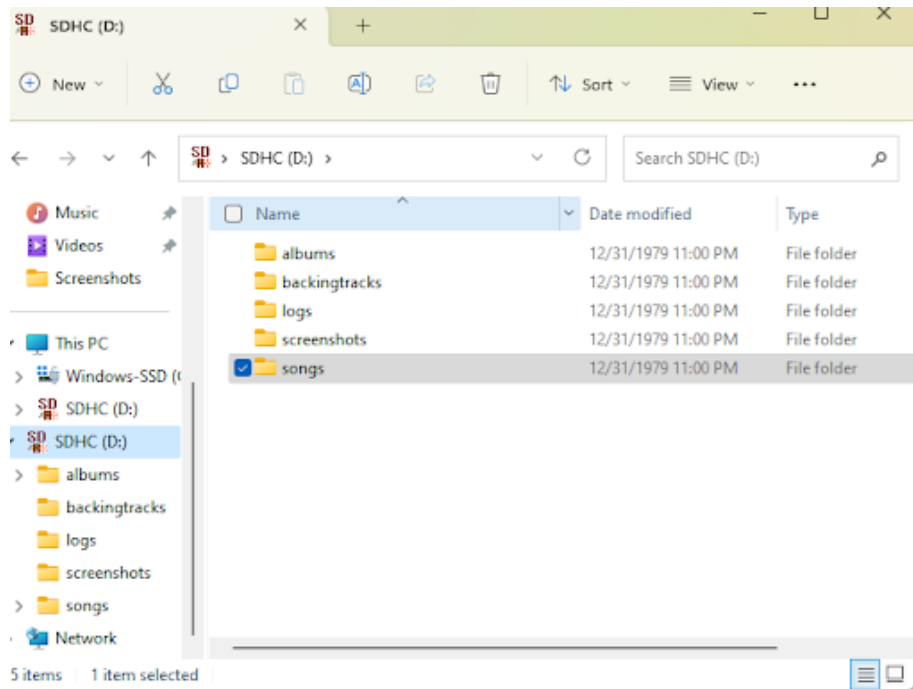 SD SDHC (D:)
New Sort View
SD SDHC (D:) Search SDHC (D:)
Music
Videos
Screenshots
This PC
Windows-SSD (
SD SDHC (D:)
SD SDHC (D:)
albums
backingtracks
logs
screenshots
songs
Network
Name Date modified Type
albums 12/31/1979 11:00 PM File folder
backingtracks 12/31/1979 11:00 PM File folder
logs 12/31/1979 11:00 PM File folder
screenshots 12/31/1979 11:00 PM File folder
songs 12/31/1979 11:00 PM File folder
5 items 1 item selected